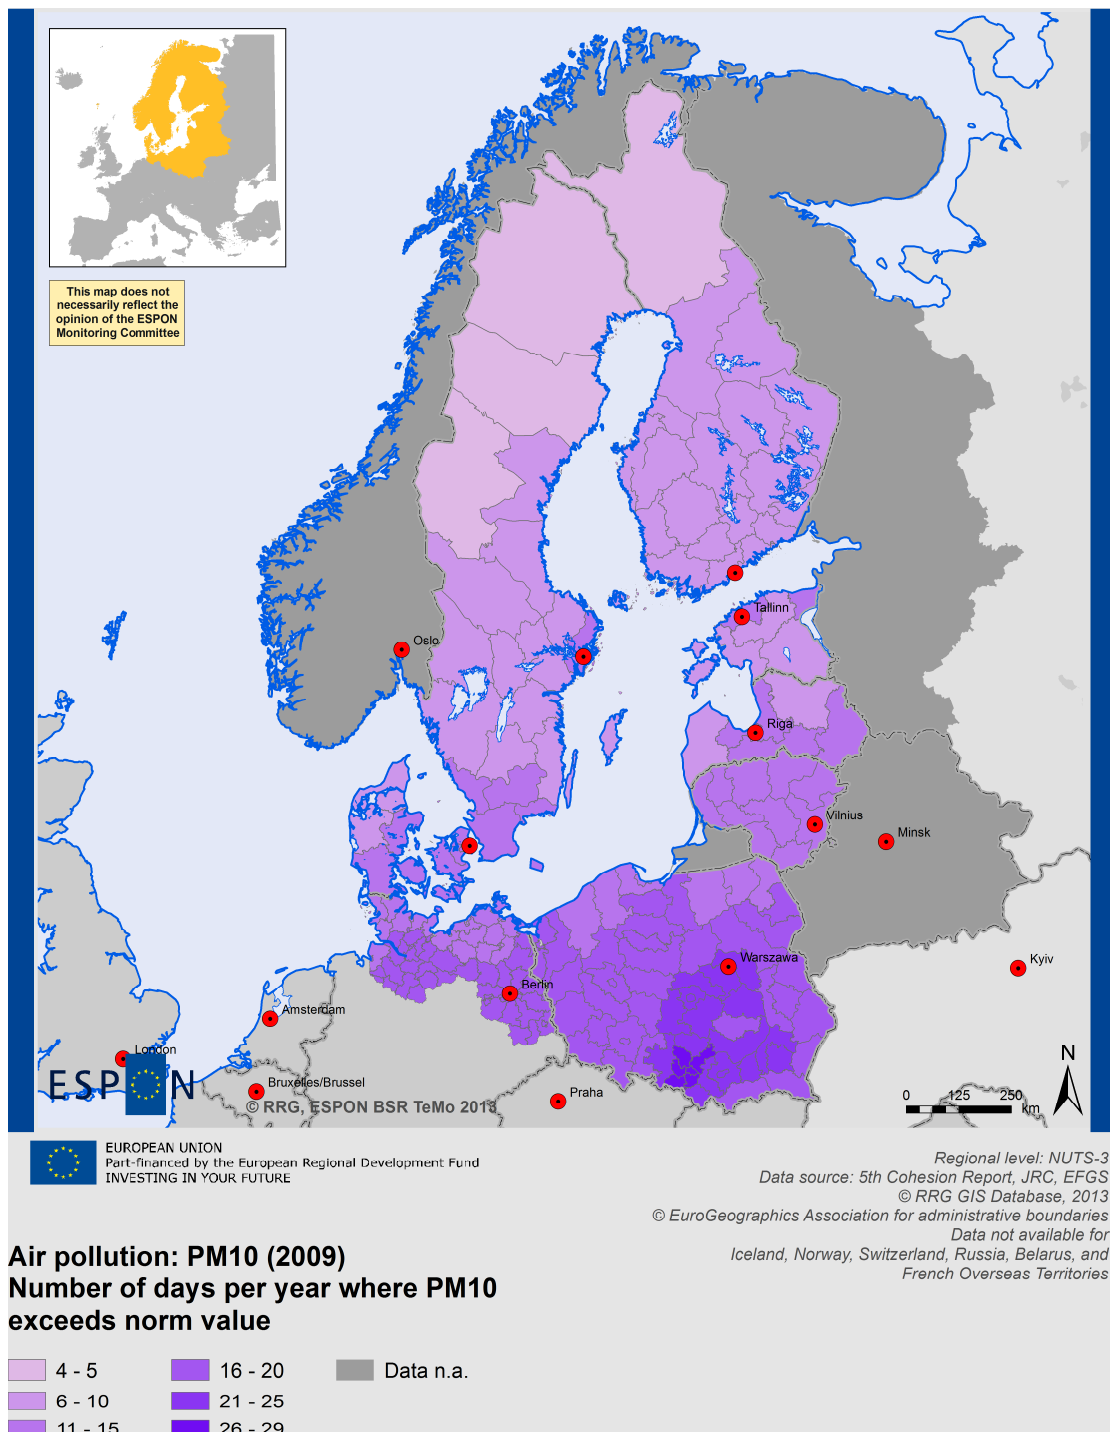 This map does not
necessarily reflect the
opinion of the ESPON
Monitoring Committee
Oslo
Tallinn
Riga
Vilnius
Minsk
Warszawa
Kyiv
Berlin
Amsterdam
London
Bruxelles/Brussel
Praha
ESPON
© RRG, ESPON BSR TeMo 2013
N
0 125 250
km
EUROPEAN UNION
Part-financed by the European Regional Development Fund
INVESTING IN YOUR FUTURE
Regional level: NUTS-3
Data source: 5th Cohesion Report, JRC, EFGS
© RRG GIS Database, 2013
© EuroGeographics Association for administrative boundaries
Data not available for
Iceland, Norway, Switzerland, Russia, Belarus, and
French Overseas Territories
Air pollution: PM10 (2009)
Number of days per year where PM10
exceeds norm value
4 - 5
6 - 10
11 - 15
16 - 20
21 - 25
26 - 29
Data n.a.